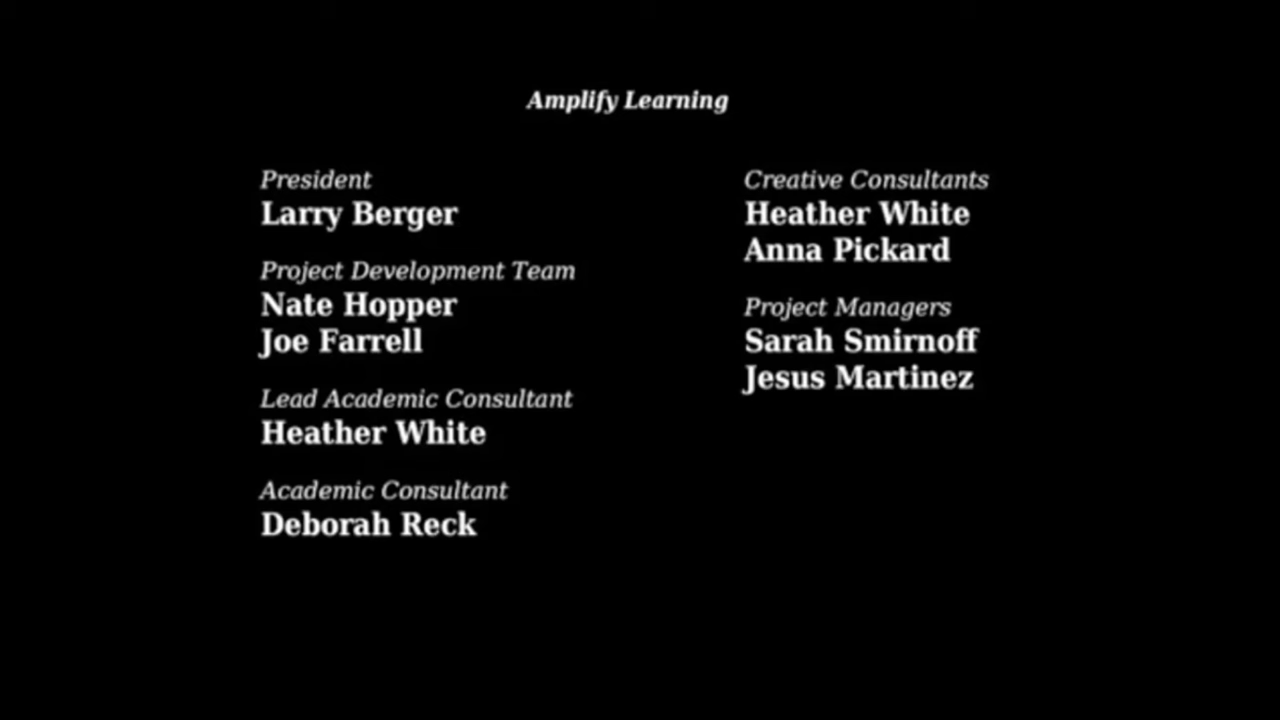 Amplify Learning
President
Larry Berger
Project Development Team
Nate Hopper
Joe Farrell
Lead Academic Consultant
Heather White
Academic Consultant
Deborah Reck
Creative Consultants
Heather White
Anna Pickard
Project Managers
Sarah Smirnoff
Jesus Martinez